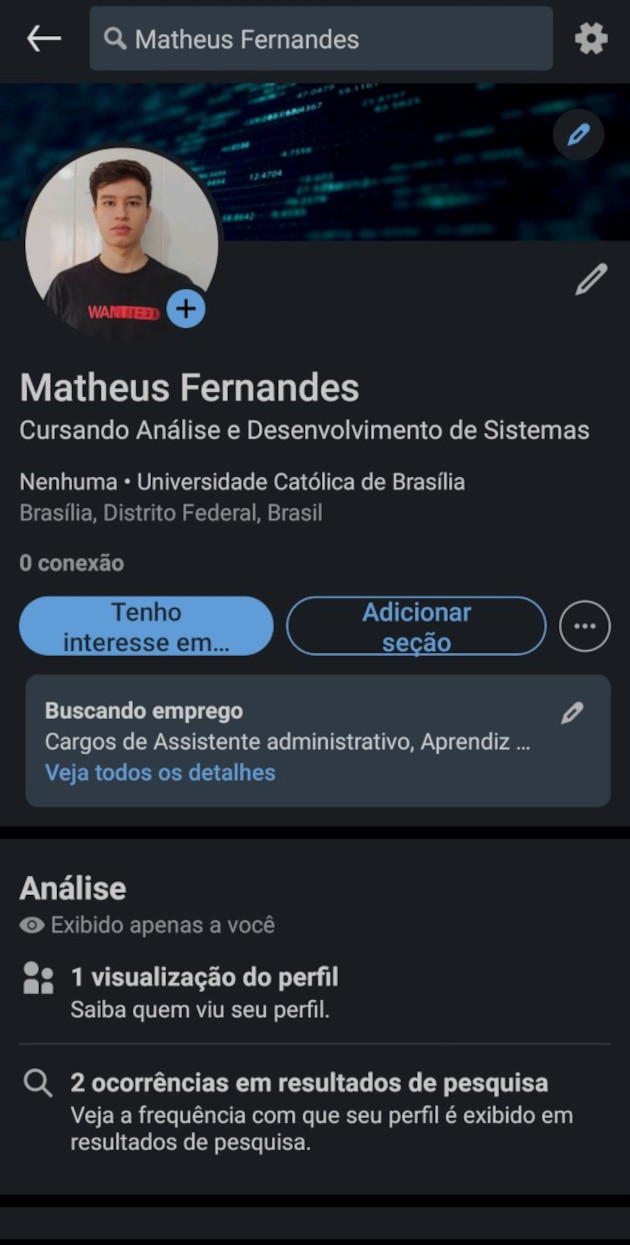 Matheus Fernandes
12.4704
Matheus Fernandes
Cursando Análise e Desenvolvimento de Sistemas
Nenhuma • Universidade Católica de Brasília
Brasília, Distrito Federal, Brasil
0 conexão
Tenho
interesse em...
Adicionar
seção
Buscando emprego
Cargos de Assistente administrativo, Aprendiz ...
Veja todos os detalhes
Análise
Exibido apenas a você
1 visualização do perfil
Saiba quem viu seu perfil.
2 ocorrências em resultados de pesquisa
Veja a frequência com que seu perfil é exibido em
resultados de pesquisa.